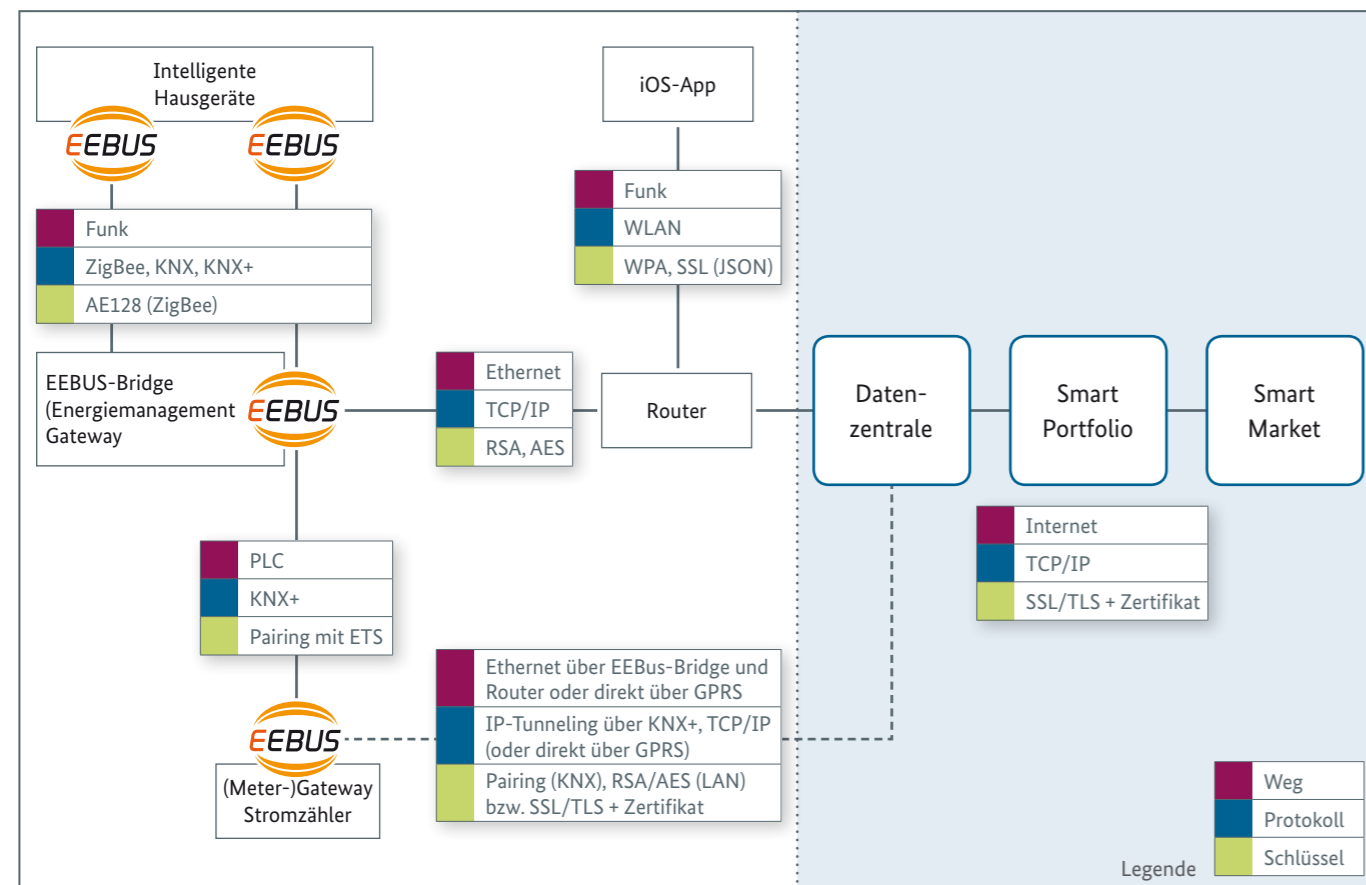 Intelligente
Hausgeräte
EEBUS
EEBUS
Funk
ZigBee, KNX, KNX+
AE128 (ZigBee)
iOS-App
Funk
WLAN
WPA, SSL (JSON)
EEBUS-Bridge
(Energiemanagement
Gateway
EEBUS
Ethernet
TCP/IP
RSA, AES
Router
Daten-
zentrale
Smart
Portfolio
Smart
Market
Internet
TCP/IP
SSL/TLS + Zertifikat
PLC
KNX+
Pairing mit ETS
EEBUS
(Meter-)Gateway
Stromzähler
Ethernet über EEBus-Bridge und
Router oder direkt über GPRS
IP-Tunneling über KNX+, TCP/IP
(oder direkt über GPRS)
Pairing (KNX), RSA/AES (LAN)
bzw. SSL/TLS + Zertifikat
Legende
Weg
Protokoll
Schlüssel